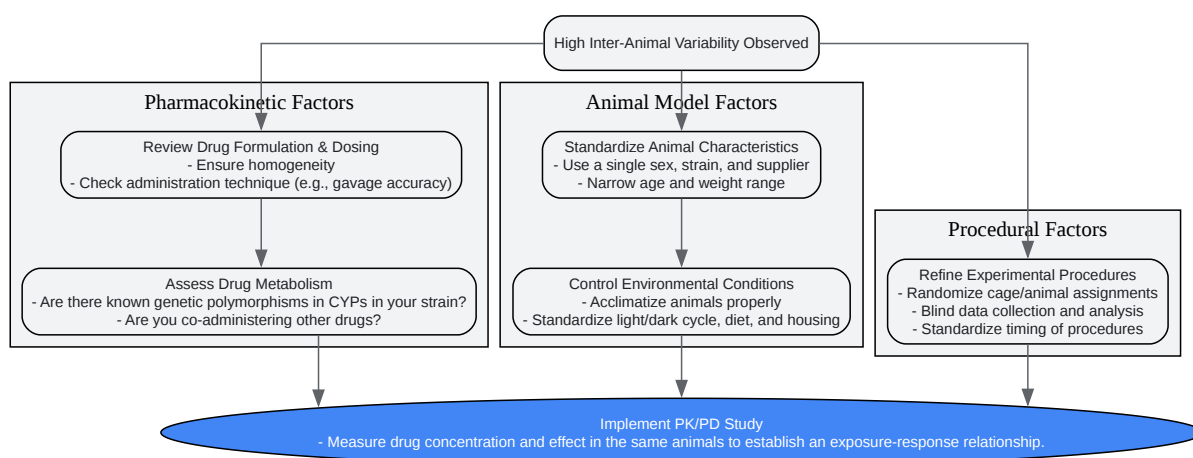 High Inter-Animal Variability Observed
Pharmacokinetic Factors
Review Drug Formulation & Dosing
- Ensure homogeneity
- Check administration technique (e.g., gavage accuracy)
Assess Drug Metabolism
- Are there known genetic polymorphisms in CYPs in your strain?
- Are you co-administering other drugs?
Animal Model Factors
Standardize Animal Characteristics
- Use a single sex, strain, and supplier
- Narrow age and weight range
Control Environmental Conditions
- Acclimatize animals properly
- Standardize light/dark cycle, diet, and housing
Procedural Factors
Refine Experimental Procedures
- Randomize cage/animal assignments
- Blind data collection and analysis
- Standardize timing of procedures
Implement PK/PD Study
- Measure drug concentration and effect in the same animals to establish an exposure-response relationship.